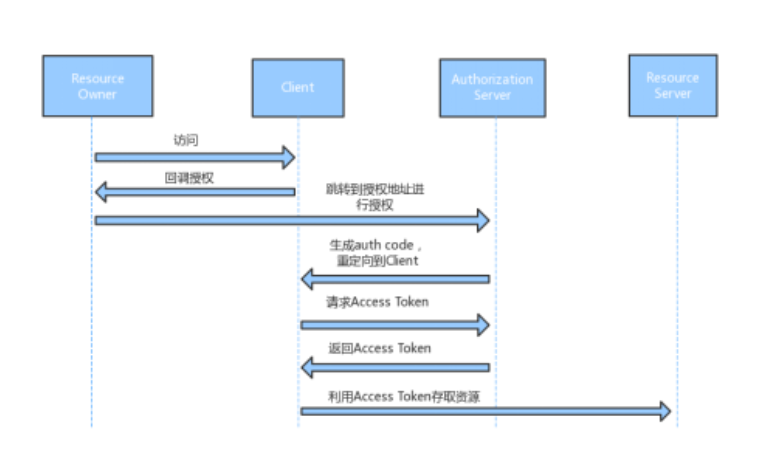 Resource
Owner
Client
Authorization
Server
Resource
Server
访问
回调授权
跳转到授权地址进
行授权
生成auth code，
重定向到Client
请求Access Token
返回Access Token
利用Access Token存取资源